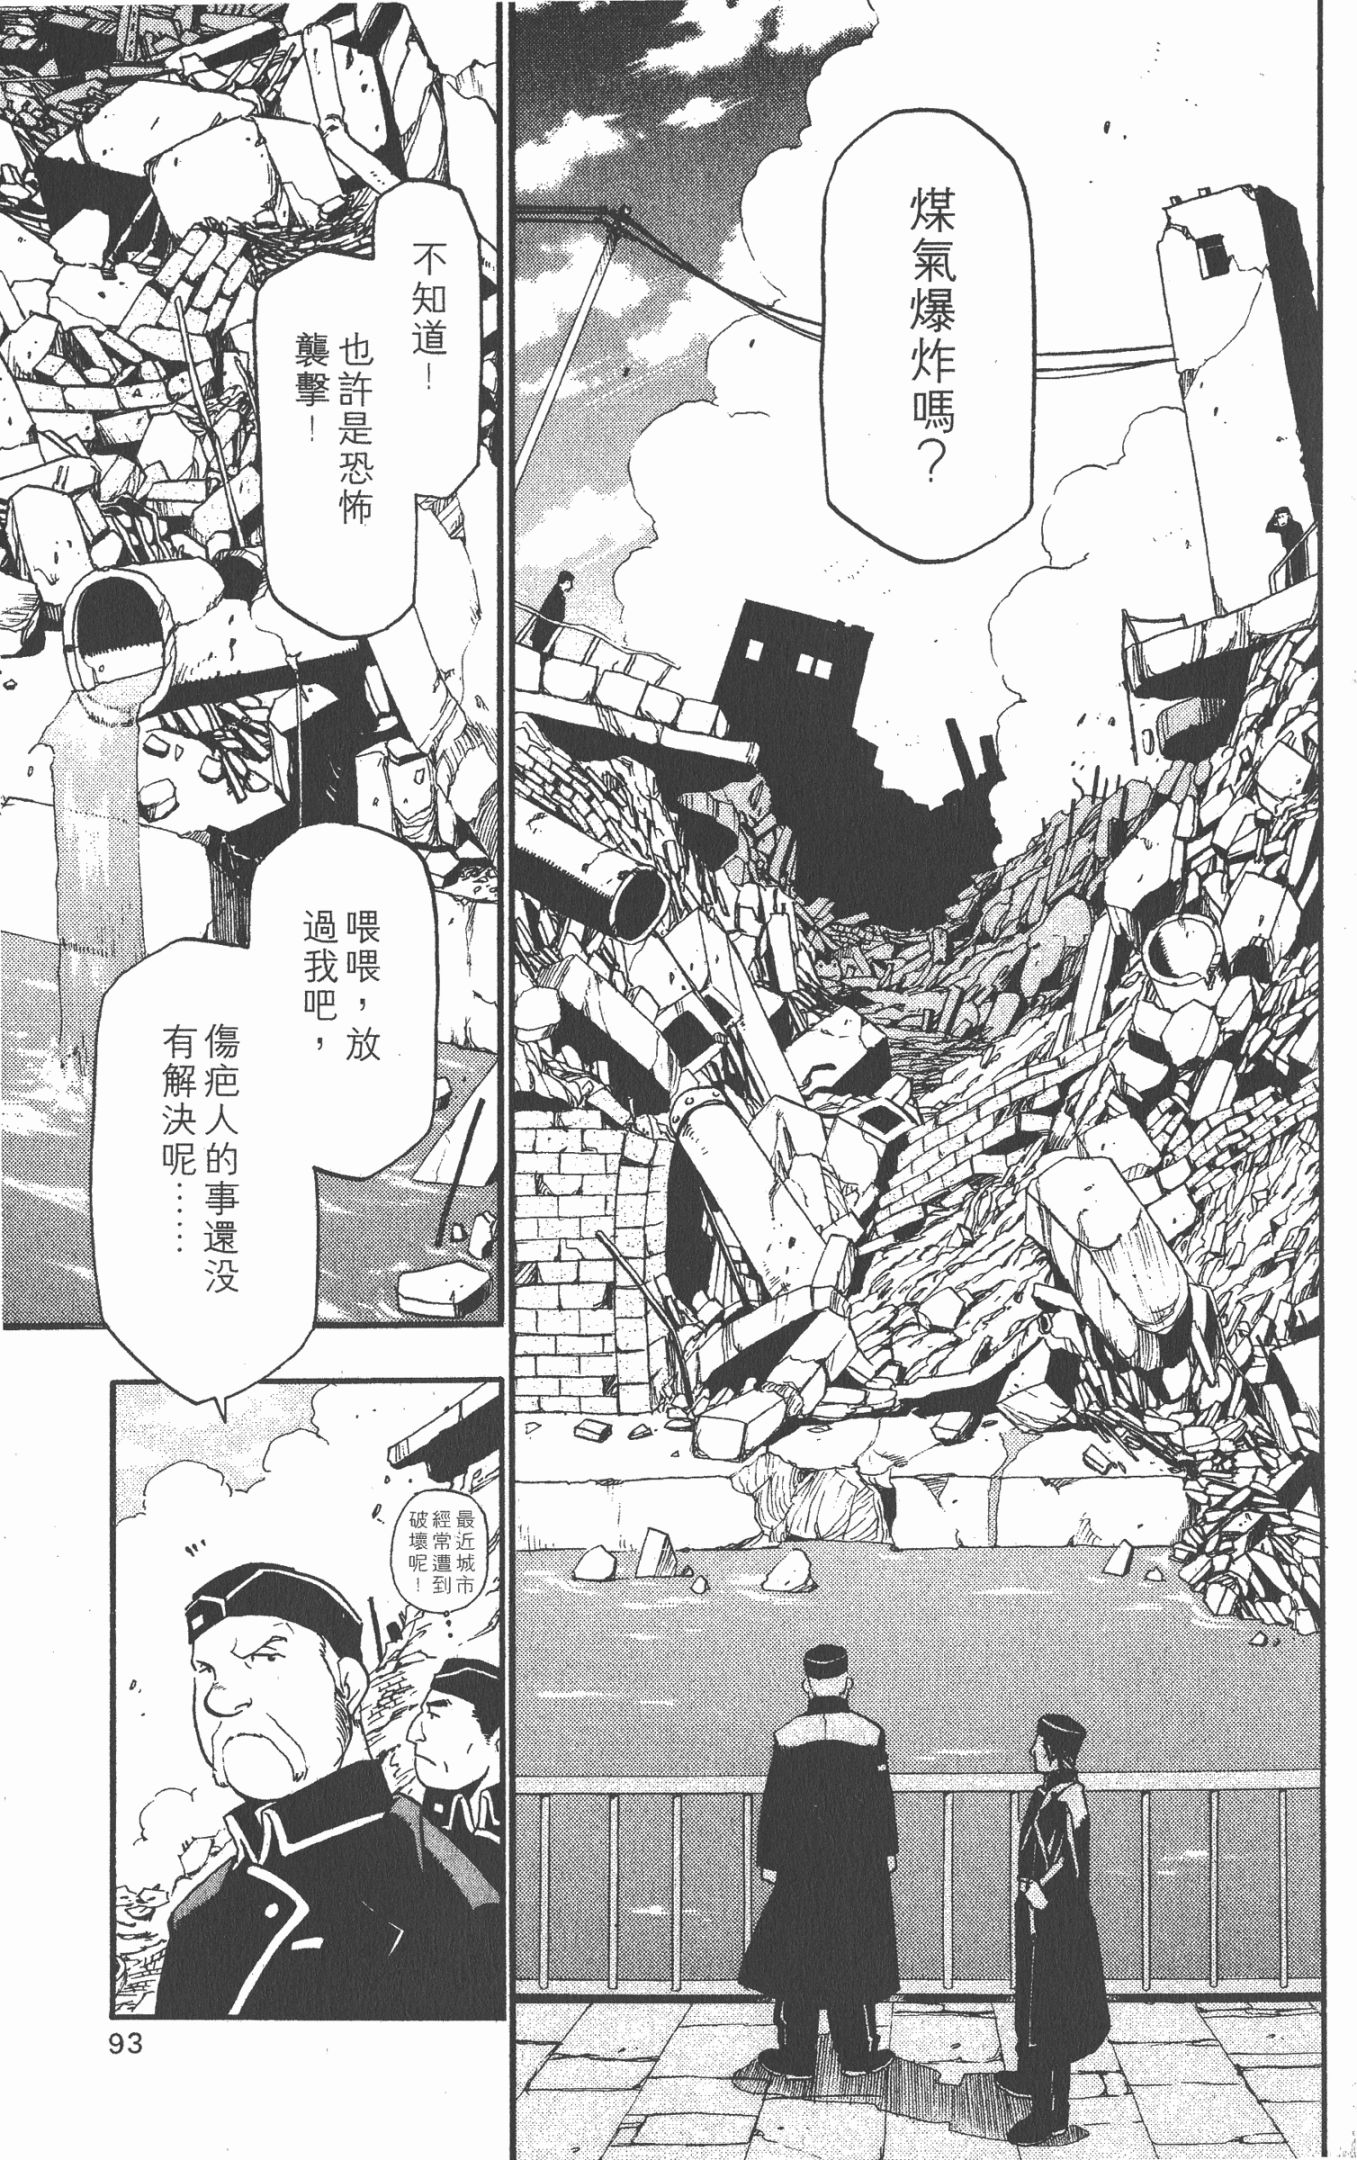 煤氣爆炸嗎？
不知道！
也許是恐怖
襲擊！
喂喂，放
過我吧，
傷疤人的事還没
有解決呢……
最近城市
經常遭到
破壞呢！
93